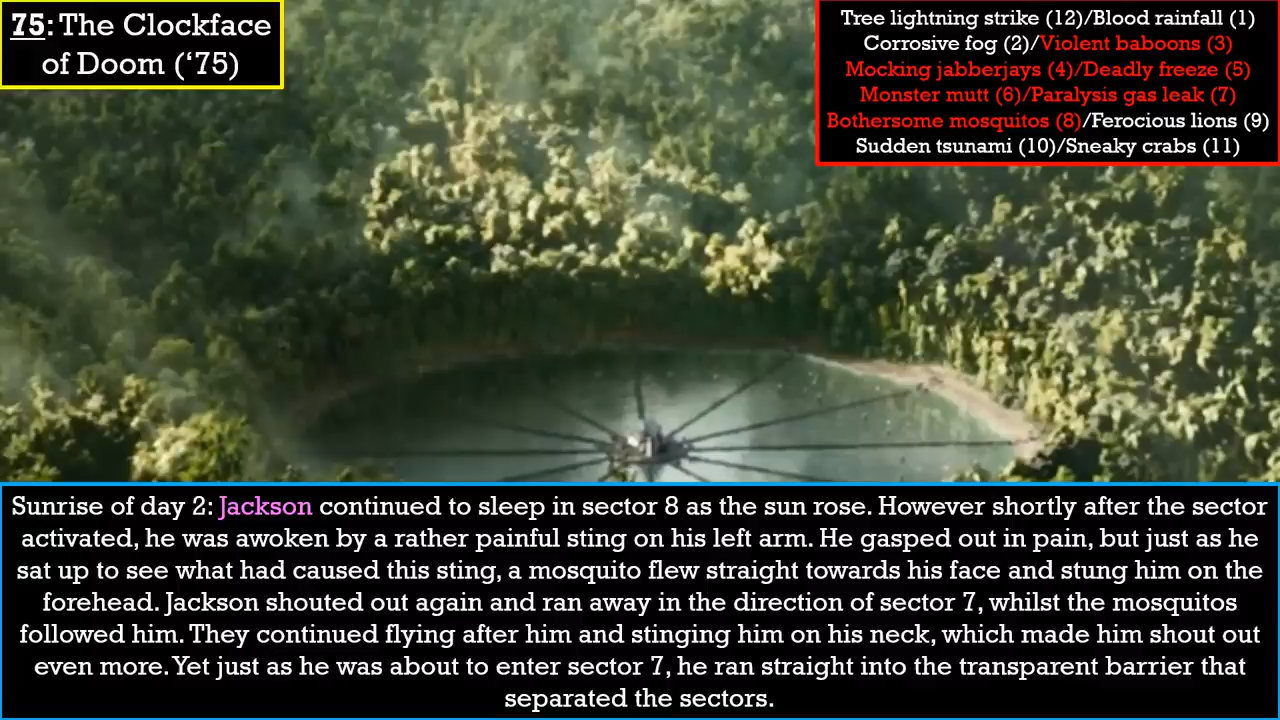 75: The Clockface
of Doom (‘75)
Tree lightning strike (12)/Blood rainfall (1)
Corrosive fog (2)/Violent baboons (3)
Mocking jabberjays (4)/Deadly freeze (5)
Monster mutt (6)/Paralysis gas leak (7)
Bothersome mosquitos (8)/Ferocious lions (9)
Sudden tsunami (10)/Sneaky crabs (11)
Sunrise of day 2: Jackson continued to sleep in sector 8 as the sun rose. However shortly after the sector
activated, he was awoken by a rather painful sting on his left arm. He gasped out in pain, but just as he
sat up to see what had caused this sting, a mosquito flew straight towards his face and stung him on the
forehead. Jackson shouted out again and ran away in the direction of sector 7, whilst the mosquitos
followed him. They continued flying after him and stinging him on his neck, which made him shout out
even more. Yet just as he was about to enter sector 7, he ran straight into the transparent barrier that
separated the sectors.